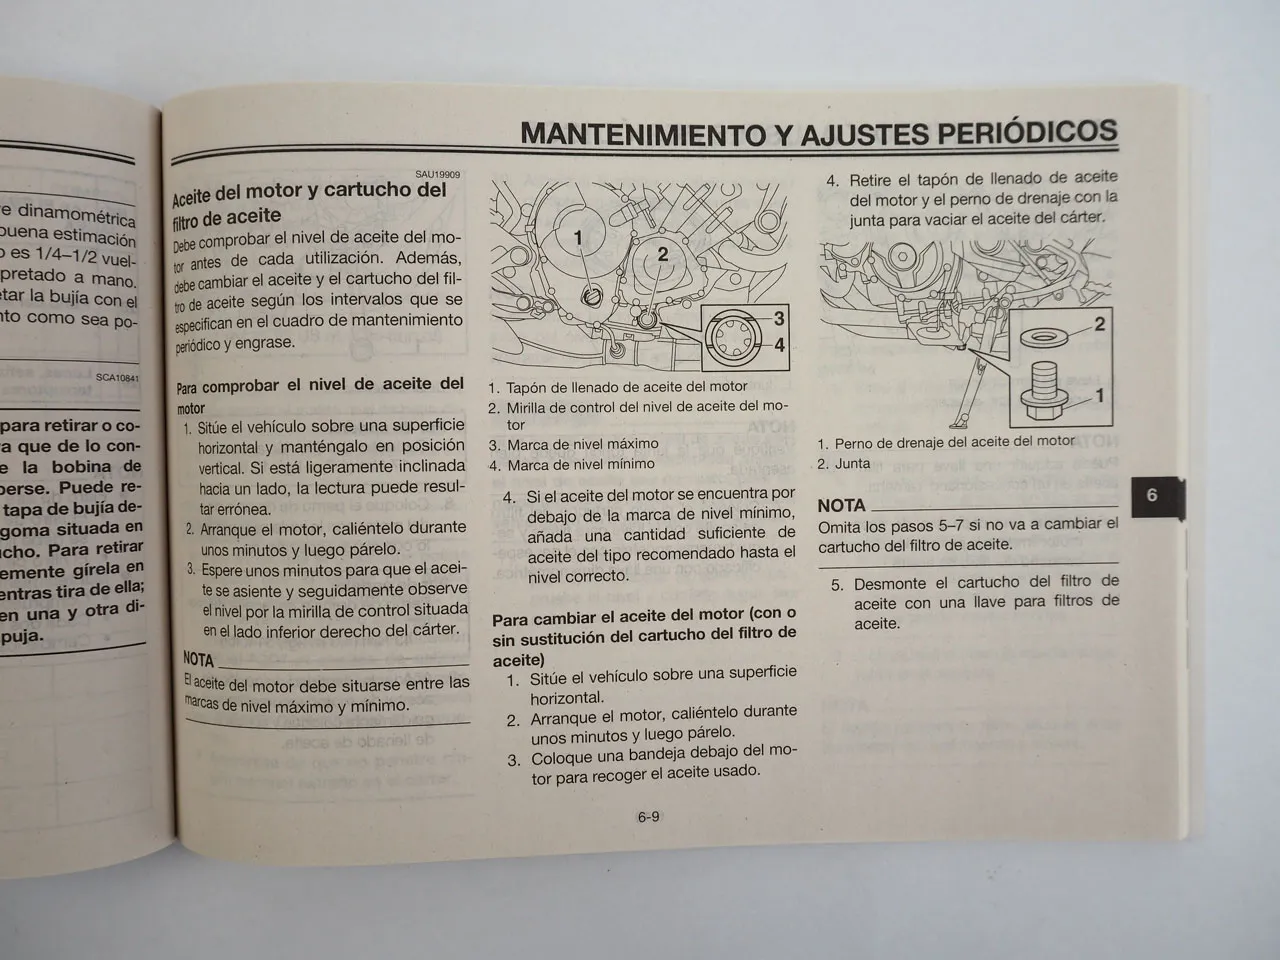 re dinamométrica
buena estimación
o es 1/4–1/2 vuel-
pretado a mano.
etar la bujía con el
nto como sea po-
SCA10841
para retirar o co-
ra que de lo con-
e la bobina de
perse. Puede re-
tapa de bujía de-
goma situada en
ucho. Para retirar
emente gírela en
entras tira de ella;
en una y otra di-
puja.
MANTENIMIENTO Y AJUSTES PERIÓDICOS
SAU19909
Aceite del motor y cartucho del
filtro de aceite
Debe comprobar el nivel de aceite del mo-
tor antes de cada utilización. Además,
debe cambiar el aceite y el cartucho del fil-
tro de aceite según los intervalos que se
especifican en el cuadro de mantenimiento
periódico y engrase.
Para comprobar el nivel de aceite del
motor
1. Sitúe el vehículo sobre una superficie
horizontal y manténgalo en posición
vertical. Si está ligeramente inclinada
hacia un lado, la lectura puede resul-
tar errónea.
2. Arranque el motor, caliéntelo durante
unos minutos y luego párelo.
3. Espere unos minutos para que el acei-
te se asiente y seguidamente observe
el nivel por la mirilla de control situada
en el lado inferior derecho del cárter.
NOTA
El aceite del motor debe situarse entre las
marcas de nivel máximo y mínimo.
1
2
3
4
1. Tapón de llenado de aceite del motor
2. Mirilla de control del nivel de aceite del mo-
tor
3. Marca de nivel máximo
4. Marca de nivel mínimo
4. Si el aceite del motor se encuentra por
debajo de la marca de nivel mínimo,
añada una cantidad suficiente de
aceite del tipo recomendado hasta el
nivel correcto.
Para cambiar el aceite del motor (con o
sin sustitución del cartucho del filtro de
aceite)
1. Sitúe el vehículo sobre una superficie
horizontal.
2. Arranque el motor, caliéntelo durante
unos minutos y luego párelo.
3. Coloque una bandeja debajo del mo-
tor para recoger el aceite usado.
4. Retire el tapón de llenado de aceite
del motor y el perno de drenaje con la
junta para vaciar el aceite del cárter.
2
1
1. Perno de drenaje del aceite del motor
2. Junta
NOTA
Omita los pasos 5–7 si no va a cambiar el
cartucho del filtro de aceite.
5. Desmonte el cartucho del filtro de
aceite con una llave para filtros de
aceite.
6
6-9